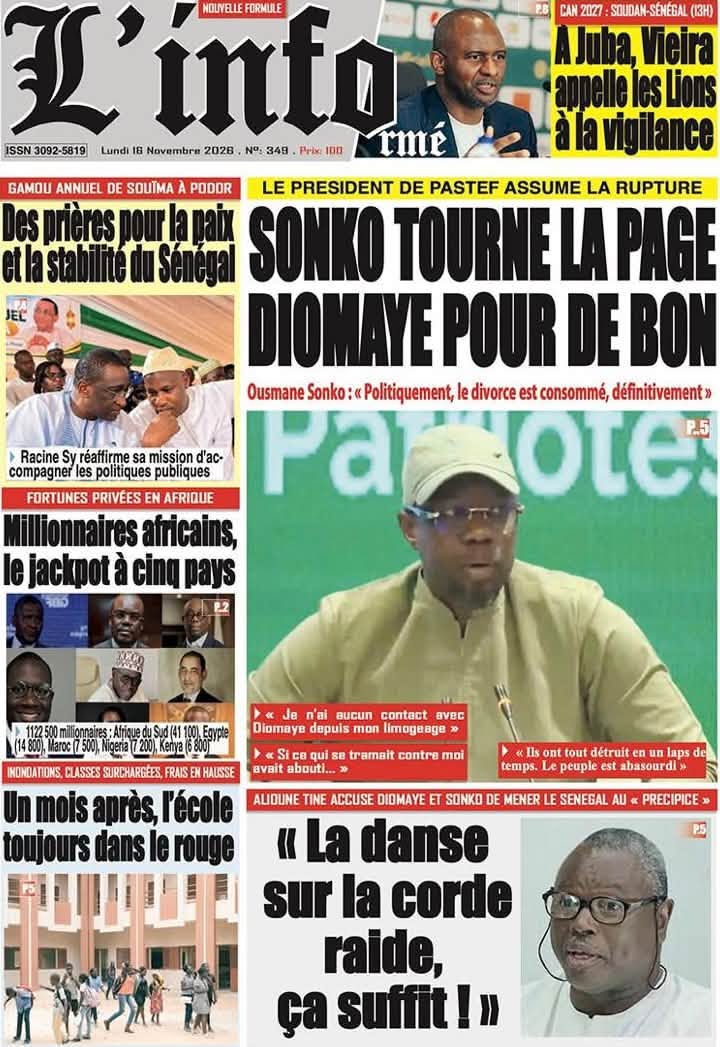 NOUVELLE FORMULE
L'info
rmé
ISSN 3092-5819
Lundi 16 Novembre 2026 . N°: 349 . Prix: 100
P.8
CAN 2027 : SOUDAN-SÉNÉGAL (13H)
À Juba, Vieira
appelle les Lions
à la vigilance
GAMOU ANNUEL DE SOUÏMA À PODOR
Des prières pour la paix
et la stabilité du Sénégal
P.4
UEL
Racine Sy réaffirme sa mission d'ac-
compagner les politiques publiques
FORTUNES PRIVÉES EN AFRIQUE
Millionnaires africains,
le jackpot à cinq pays
P.2
1122 500 millionnaires : Afrique du Sud (41 100), Egypte
(14 800), Maroc (7 500), Nigeria (7 200), Kenya (6 800)
INONDATIONS, CLASSES SURCHARGÉES, FRAIS EN HAUSSE
Un mois après, l'école
toujours dans le rouge
P5
LE PRESIDENT DE PASTEF ASSUME LA RUPTURE
SONKO TOURNE LA PAGE
DIOMAYE POUR DE BON
Ousmane Sonko : « Politiquement, le divorce est consommé, définitivement »
Patriotes
P..5
« Je n'ai aucun contact avec
Diomaye depuis mon limogeage »
« Si ce qui se tramait contre moi
avait abouti... »
« Ils ont tout détruit en un laps de
temps. Le peuple est abasourdi »
ALIOUNE TINE ACCUSE DIOMAYE ET SONKO DE MENER LE SENEGAL AU « PRECIPICE »
« La danse
sur la corde
raide,
ça suffit ! »
P.5